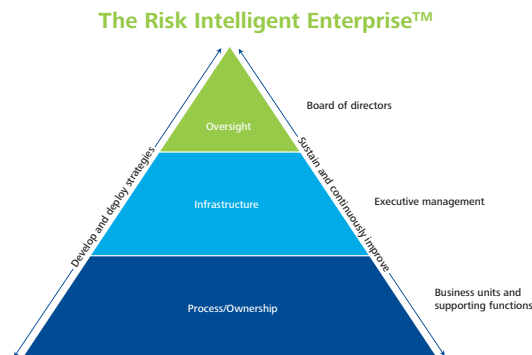 The Risk Intelligent Enterprise™
Board of directors
Oversight
Develop and deploy strategies
Sustain and continuously improve
Infrastructure
Executive management
Business units and
supporting functions
Process/Ownership